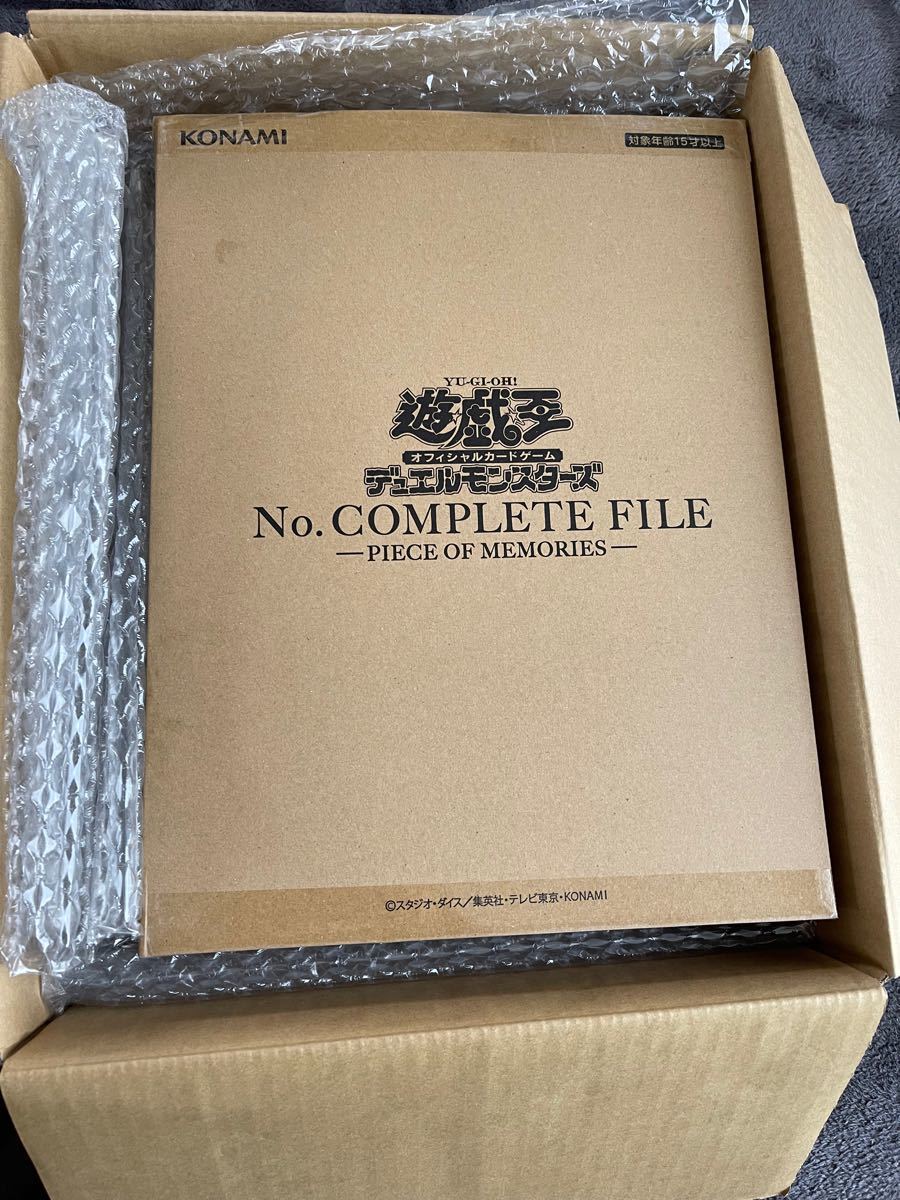 KONAMI
対象年齢15才以上
YU-GI-OH!
遊戯王
オフィシャルカードゲーム
デュエルモンスターズ
No. COMPLETE FILE
—PIECE OF MEMORIES—
©スタジオ・ダイス／集英社・テレビ東京・KONAMI